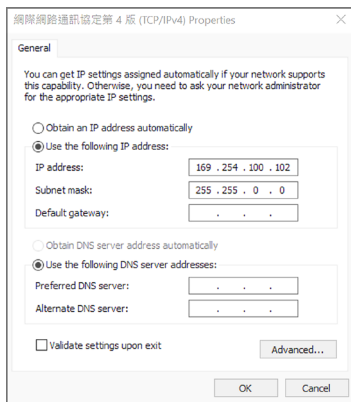 網際網路通訊協定第 4 版 (TCP/IPv4) Properties
General
You can get IP settings assigned automatically if your network supports
this capability. Otherwise, you need to ask your network administrator
for the appropriate IP settings.
Obtain an IP address automatically
Use the following IP address:
IP address: 169 . 254 . 100 . 102
Subnet mask: 255 . 255 . 0 . 0
Default gateway: . . .
Obtain DNS server address automatically
Use the following DNS server addresses:
Preferred DNS server: . . .
Alternate DNS server: . . .
Validate settings upon exit
Advanced...
OK Cancel